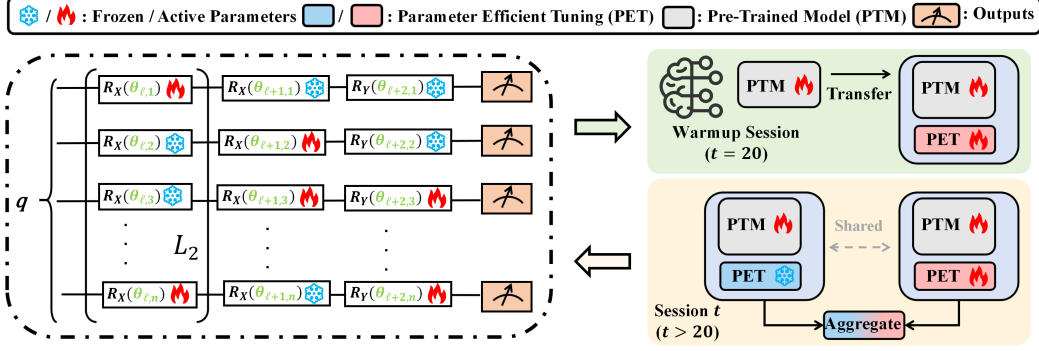 / : Frozen / Active Parameters / : Parameter Efficient Tuning (PET) : Pre-Trained Model (PTM) : Outputs
R_X(θ_{ℓ,1}) R_X(θ_{ℓ+1,1}) R_Y(θ_{ℓ+2,1})
R_X(θ_{ℓ,2}) R_X(θ_{ℓ+1,2}) R_Y(θ_{ℓ+2,2})
q
R_X(θ_{ℓ,3}) R_X(θ_{ℓ+1,3}) R_Y(θ_{ℓ+2,3})
L_2
R_X(θ_{ℓ,n}) R_X(θ_{ℓ+1,n}) R_Y(θ_{ℓ+2,n})
PTM
Transfer
PTM
PET
Warmup Session
(t = 20)
PTM
Shared
PTM
PET
PET
Session t
(t > 20)
Aggregate